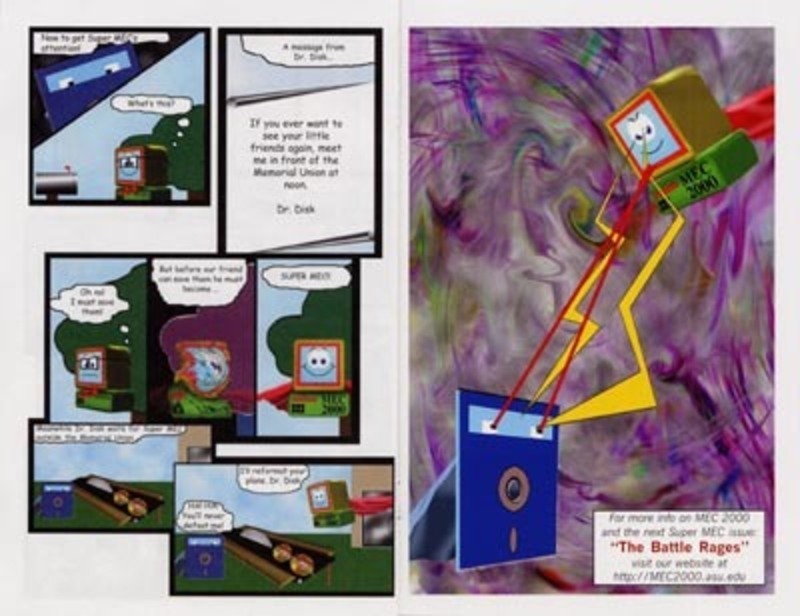 Now to get Super MEC's
attention!
What's this?
A message from
Dr. Disk...
If you ever want to
see your little
friends again, meet
me in front of the
Memorial Union at
noon.
Dr. Disk
Oh no!
I must save
them!
But before our friend
can save them he must
become ...
SUPER MEC!!
MEC
2000
Meanwhile Dr. Disk waits for Super MEC
outside the Memorial Union.
I'll reformat your
plans, Dr. Disk!
You'll never
defeat me!
MEC
2000
For more info on MEC 2000
and the next Super MEC issue:
"The Battle Rages"
visit our website at
http://MEC2000.asu.edu